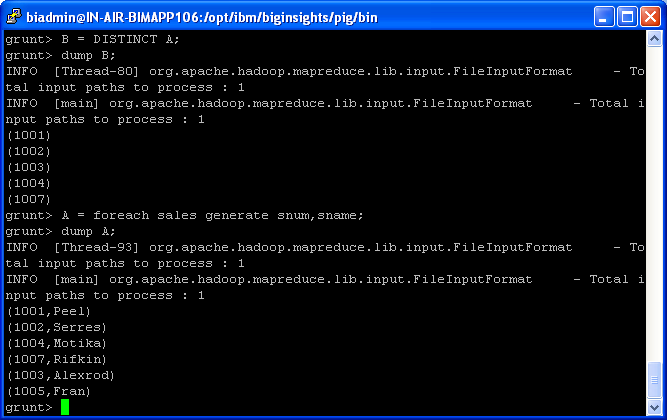 biadmin@IN-AIR-BIMAPP106:/opt/ibm/biginsights/pig/bin
grunt> B = DISTINCT A;
grunt> dump B;
INFO  [Thread-80] org.apache.hadoop.mapreduce.lib.input.FileInputFormat     - To
tal input paths to process : 1
INFO  [main] org.apache.hadoop.mapreduce.lib.input.FileInputFormat     - Total i
nput paths to process : 1
(1001)
(1002)
(1003)
(1004)
(1007)
grunt> A = foreach sales generate snum,sname;
grunt> dump A;
INFO  [Thread-93] org.apache.hadoop.mapreduce.lib.input.FileInputFormat     - To
tal input paths to process : 1
INFO  [main] org.apache.hadoop.mapreduce.lib.input.FileInputFormat     - Total i
nput paths to process : 1
(1001,Peel)
(1002,Serres)
(1004,Motika)
(1007,Rifkin)
(1003,Alexrod)
(1005,Fran)
grunt>